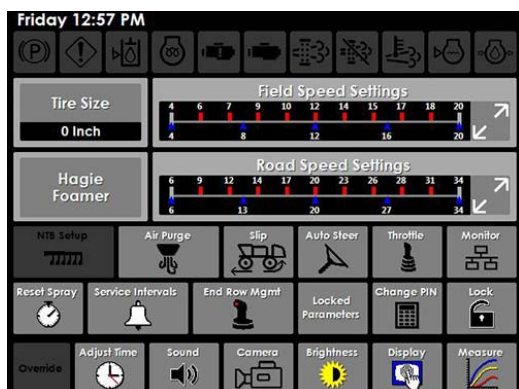 Friday 12:57 PM
Tire Size
0 Inch
Field Speed Settings
4 6 7 9 10 12 14 15 17 18 20
4 8 12 16 20
Hagie
Foamer
Road Speed Settings
6 9 12 14 17 20 23 26 28 31 34
6 13 20 27 34
NTB Setup
Air Purge
Slip
Auto Steer
Throttle
Monitor
Reset Spray
Service Intervals
End Row Mgmt
Locked
Parameters
Change PIN
Lock
Override
Adjust Time
Sound
Camera
Brightness
Display
Measure